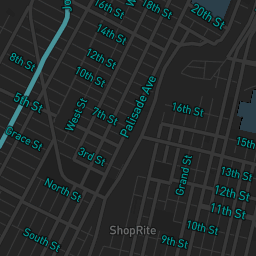 16th St
18th St
20th St
14th St
12th St
8th St
10th St
5th St
West St
7th St
Palisade Ave
16th St
Grace St
15th
3rd St
Grand St
13th St
North St
12th St
11th St
10th St
ShopRite
South St
9th St